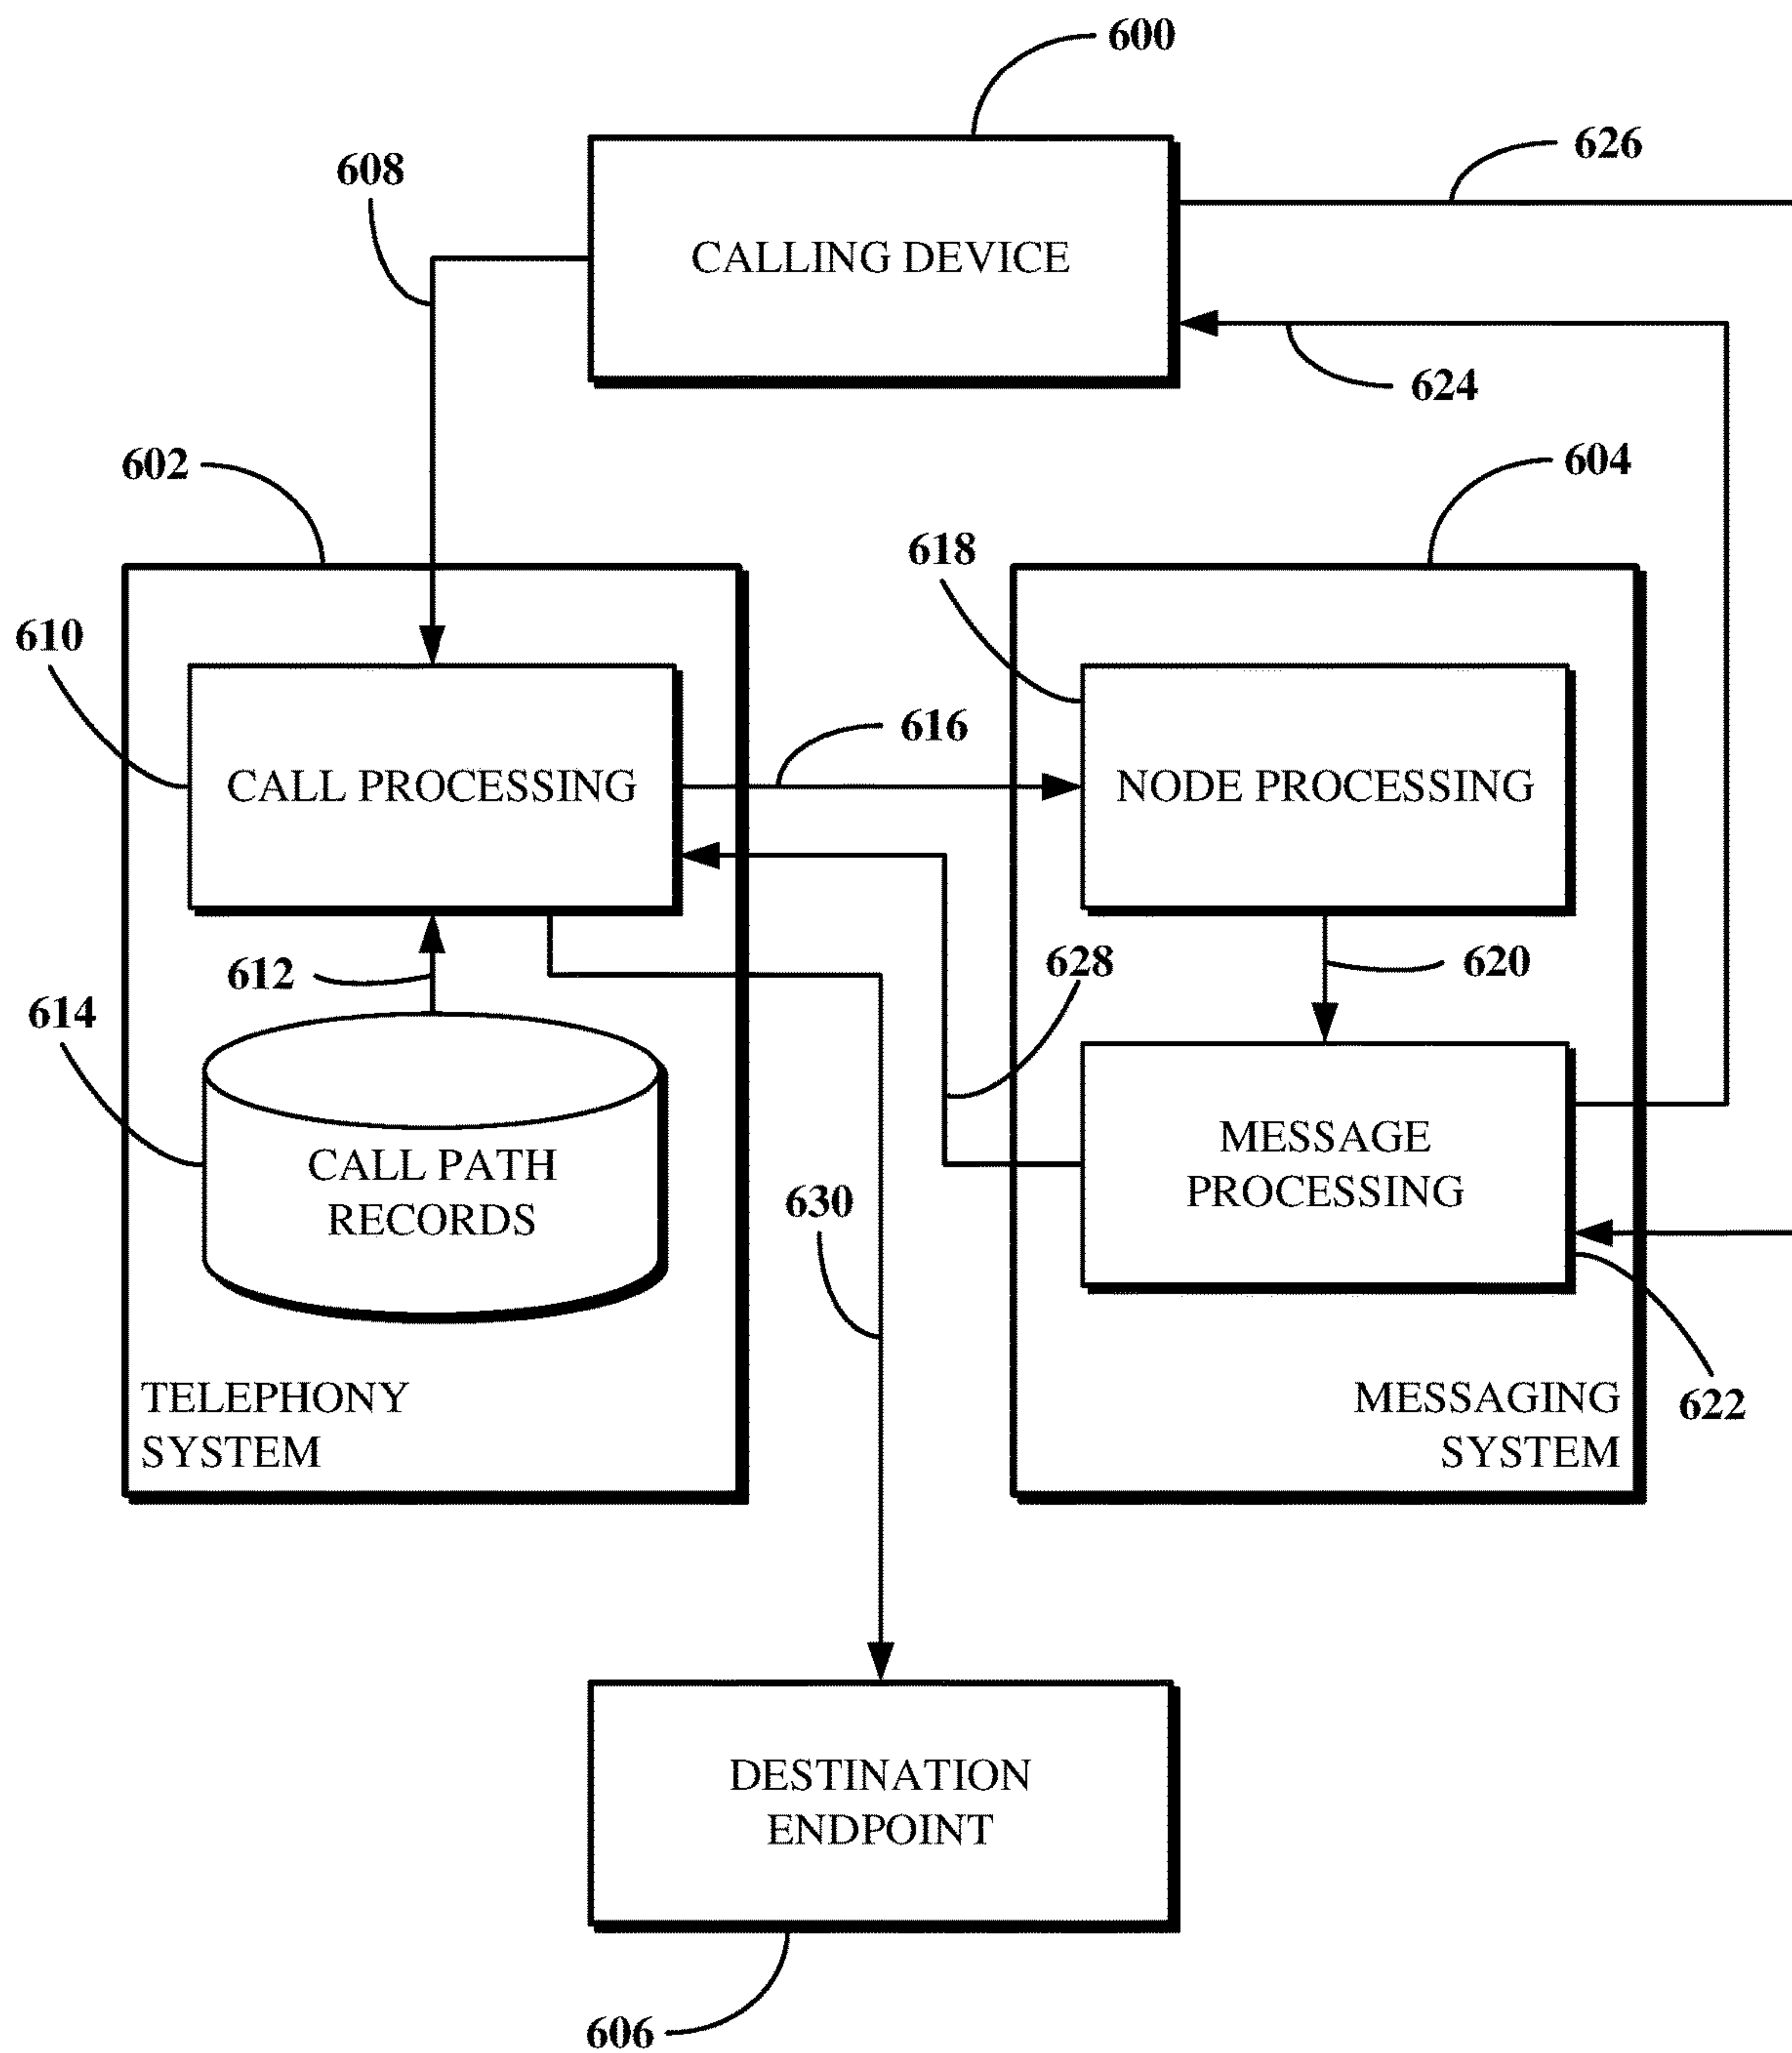 600
626
608
CALLING DEVICE
624
602
604
618
610
616
CALL PROCESSING
NODE PROCESSING
612
628
620
614
CALL PATH
RECORDS
MESSAGE
PROCESSING
630
TELEPHONY
SYSTEM
MESSAGING
SYSTEM
622
DESTINATION
ENDPOINT
606